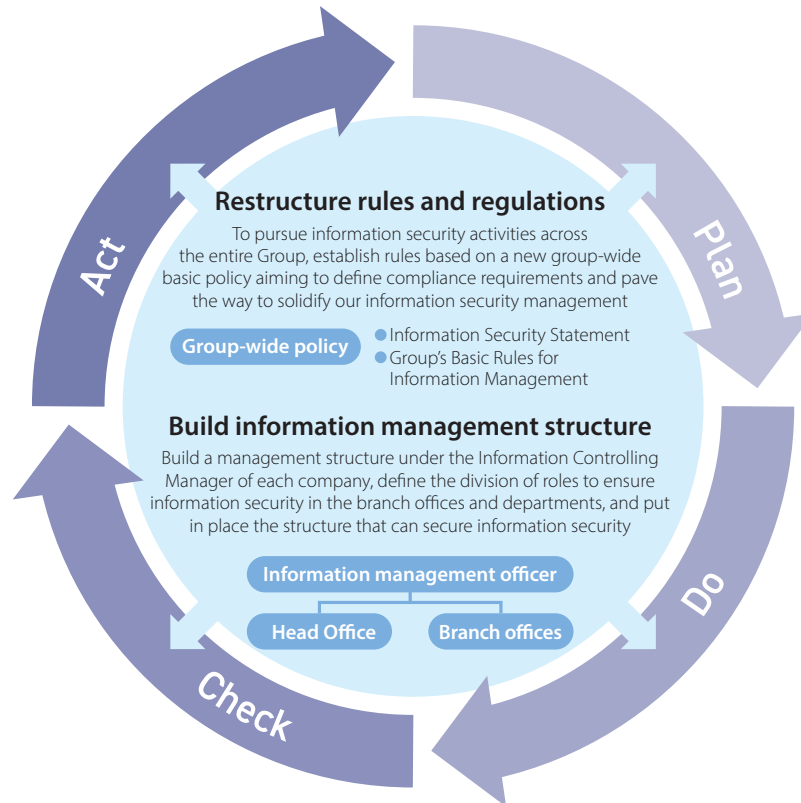 Act
Plan
Restructure rules and regulations
To pursue information security activities across
the entire Group, establish rules based on a new group-wide
basic policy aiming to define compliance requirements and pave
the way to solidify our information security management
Group-wide policy
● Information Security Statement
● Group’s Basic Rules for
Information Management
Build information management structure
Build a management structure under the Information Controlling
Manager of each company, define the division of roles to ensure
information security in the branch offices and departments, and put
in place the structure that can secure information security
Information management officer
Head Office
Branch offices
Do
Check